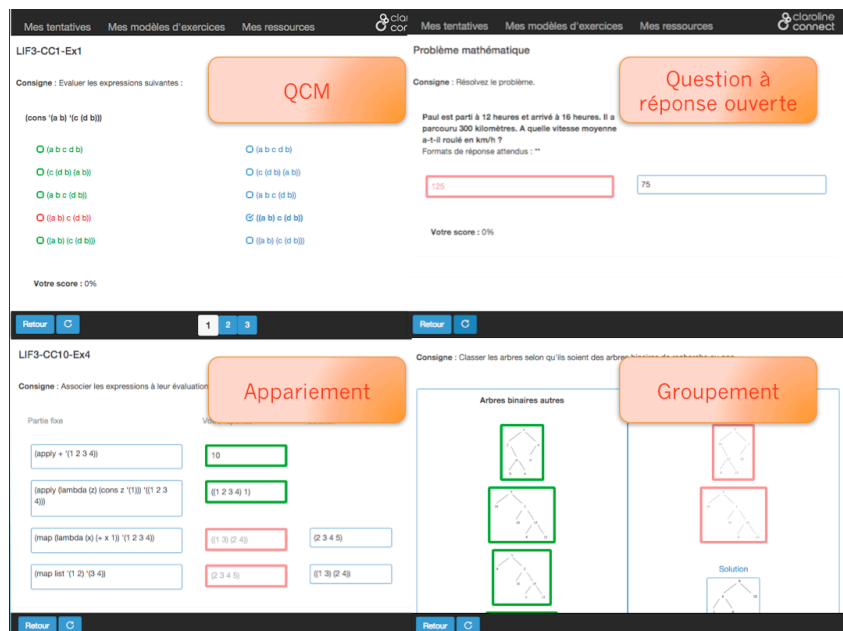 Mes tentatives Mes modèles d'exercices Mes ressources
LIF3-CC1-Ex1
Consigne : Evaluer les expressions suivantes :
QCM
(cons '(a b) '(c (d b)))
(a b c d b) (a b c d b)
(c (d b) (a b)) (c (d b) (a b))
(a b c (d b)) (a b c (d b))
((a b) c (d b)) ((a b) c (d b))
((a b) (c (d b))) ((a b) (c (d b)))
Votre score : 0%
Retour 1 2 3
Mes tentatives Mes modèles d'exercices Mes ressources
claroline
connect
Problème mathématique
Consigne : Résolvez le problème.
Question à
réponse ouverte
Paul est parti à 12 heures et arrivé à 16 heures. Il a
parcouru 300 kilomètres. A quelle vitesse moyenne
a-t-il roulé en km/h ?
Formats de réponse attendus : ""
125 75
Votre score : 0%
Retour
LIF3-CC10-Ex4
Consigne : Associer les expressions à leur évaluation
Appariement
Partie fixe
(apply + '(1 2 3 4)) 10
(apply (lambda (z) (cons z '(1))) '((1 2 3
4))) ((1 2 3 4) 1)
(map (lambda (x) (+ x 1)) '(1 2 3 4)) ((1 3) (2 4)) (2 3 4 5)
(map list '(1 2) '(3 4)) (2 3 4 5) ((1 3) (2 4))
Retour
Consigne : Classer les arbres selon qu'ils soient des arbres
Groupement
Arbres binaires autres
Solution
Retour